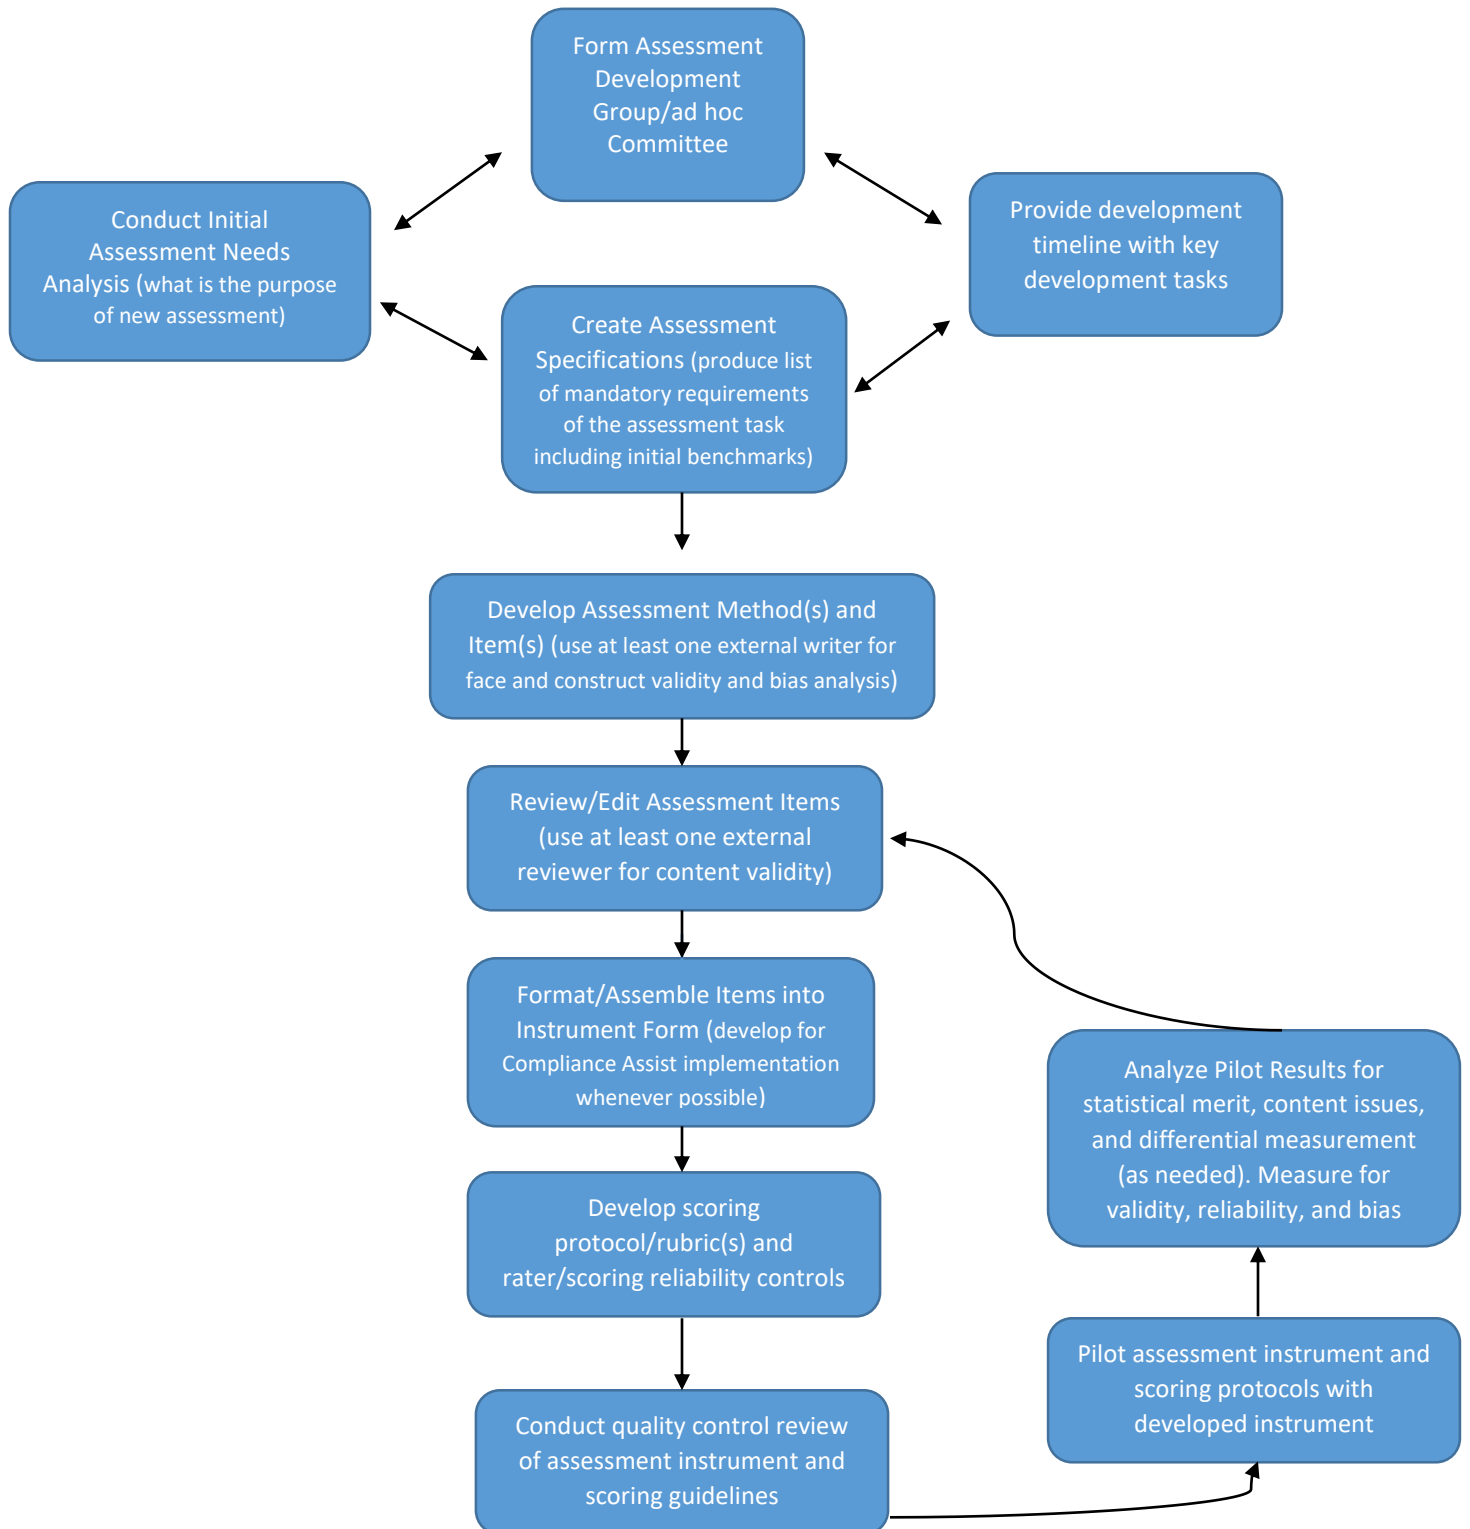 Form Assessment
Development
Group/ad hoc
Committee
Conduct Initial
Assessment Needs
Analysis (what is the purpose
of new assessment)
Provide development
timeline with key
development tasks
Create Assessment
Specifications (produce list
of mandatory requirements
of the assessment task
including initial benchmarks)
Develop Assessment Method(s) and
Item(s) (use at least one external writer for
face and construct validity and bias analysis)
Review/Edit Assessment Items
(use at least one external
reviewer for content validity)
Format/Assemble Items into
Instrument Form (develop for
Compliance Assist implementation
whenever possible)
Develop scoring
protocol/rubric(s) and
rater/scoring reliability controls
Conduct quality control review
of assessment instrument and
scoring guidelines
Pilot assessment instrument and
scoring protocols with
developed instrument
Analyze Pilot Results for
statistical merit, content issues,
and differential measurement
(as needed). Measure for
validity, reliability, and bias